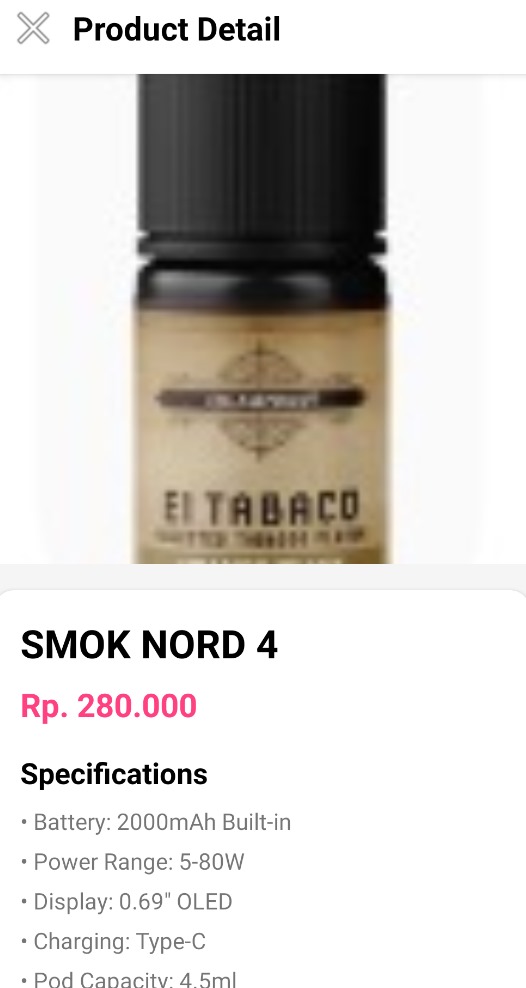 Product Detail
El TABACO
SMOK NORD 4
Rp. 280.000
Specifications
• Battery: 2000mAh Built-in
• Power Range: 5-80W
• Display: 0.69" OLED
• Charging: Type-C
• Pod Capacity: 4.5ml